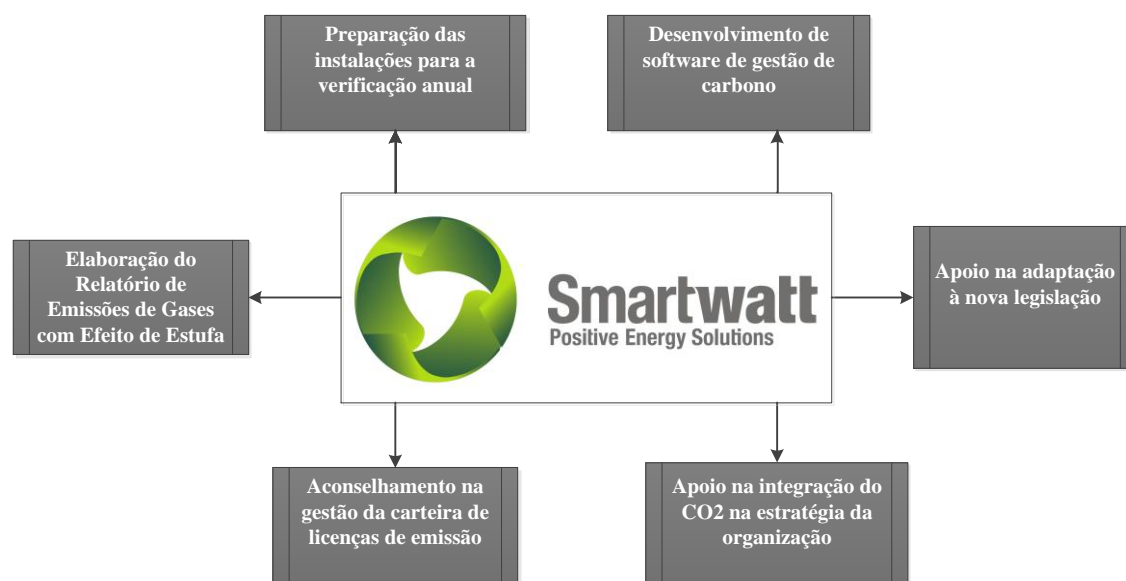 Preparação das
instalações para a
verificação anual
Desenvolvimento de
software de gestão de
carbono
Elaboração do
Relatório de
Emissões de Gases
com Efeito de Estufa
Smartwatt
Positive Energy Solutions
Apoio na adaptação
à nova legislação
Aconselhamento na
gestão da carteira de
licenças de emissão
Apoio na integração do
CO2 na estratégia da
organização